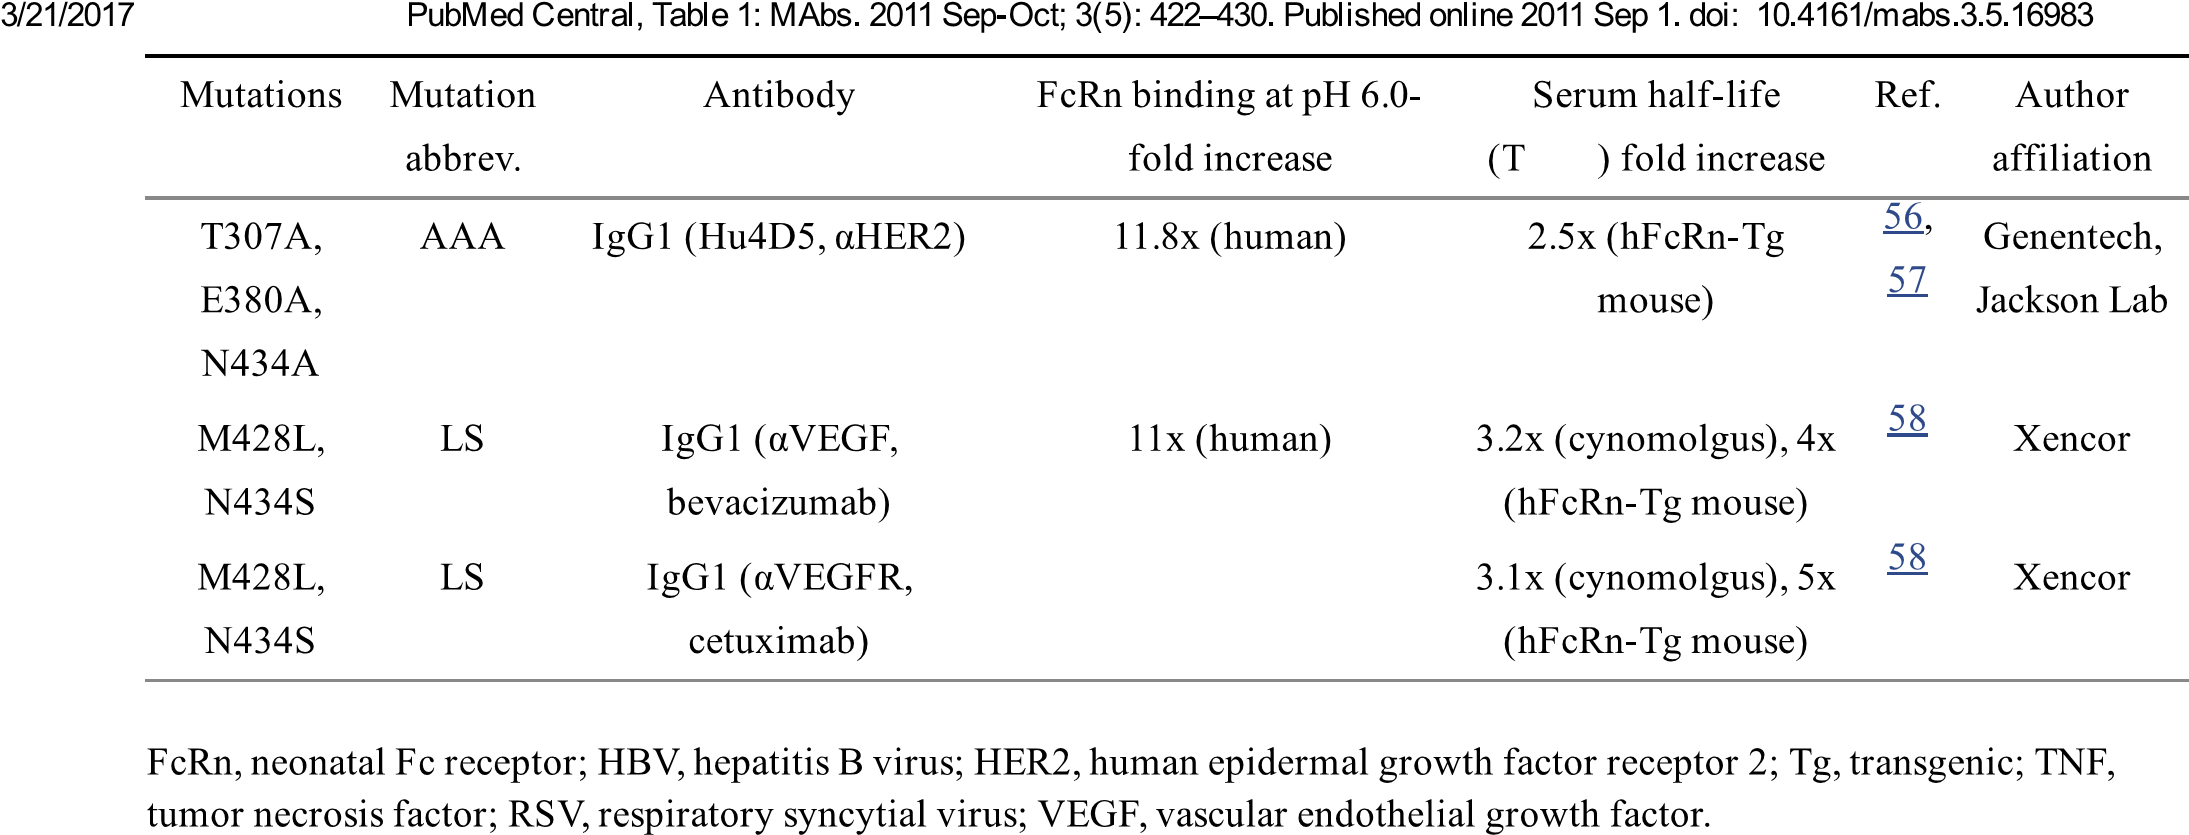 3/21/2017 PubMed Central, Table 1: MAbs. 2011 Sep-Oct; 3(5): 422–430. Published online 2011 Sep 1. doi: 10.4161/mabs.3.5.16983
Mutations Mutation Antibody FcRn binding at pH 6.0- Serum half-life Ref. Author
abbrev. fold increase (T ) fold increase affiliation
T307A, AAA IgG1 (Hu4D5, αHER2) 11.8x (human) 2.5x (hFcRn-Tg 56, Genentech,
E380A, mouse) 57 Jackson Lab
N434A
M428L, LS IgG1 (αVEGF, 11x (human) 3.2x (cynomolgus), 4x 58 Xencor
N434S bevacizumab) (hFcRn-Tg mouse)
M428L, LS IgG1 (αVEGFR, 3.1x (cynomolgus), 5x 58 Xencor
N434S cetuximab) (hFcRn-Tg mouse)
FcRn, neonatal Fc receptor; HBV, hepatitis B virus; HER2, human epidermal growth factor receptor 2; Tg, transgenic; TNF,
tumor necrosis factor; RSV, respiratory syncytial virus; VEGF, vascular endothelial growth factor.